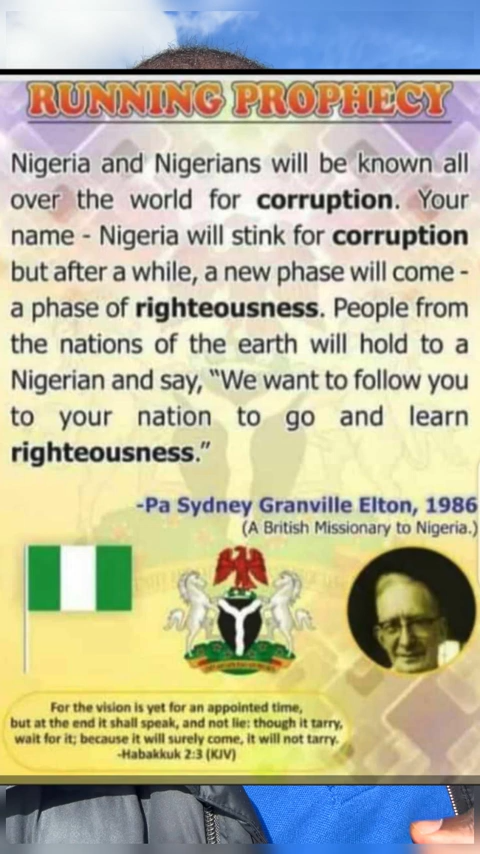 RUNNING PROPHECY
Nigeria and Nigerians will be known all
over the world for corruption. Your
name - Nigeria will stink for corruption
but after a while, a new phase will come -
a phase of righteousness. People from
the nations of the earth will hold to a
Nigerian and say, “We want to follow you
to your nation to go and learn
righteousness.”
-Pa Sydney Granville Elton, 1986
(A British Missionary to Nigeria.)
For the vision is yet for an appointed time,
but at the end it shall speak, and not lie: though it tarry,
wait for it; because it will surely come, it will not tarry.
-Habakkuk 2:3 (KJV)